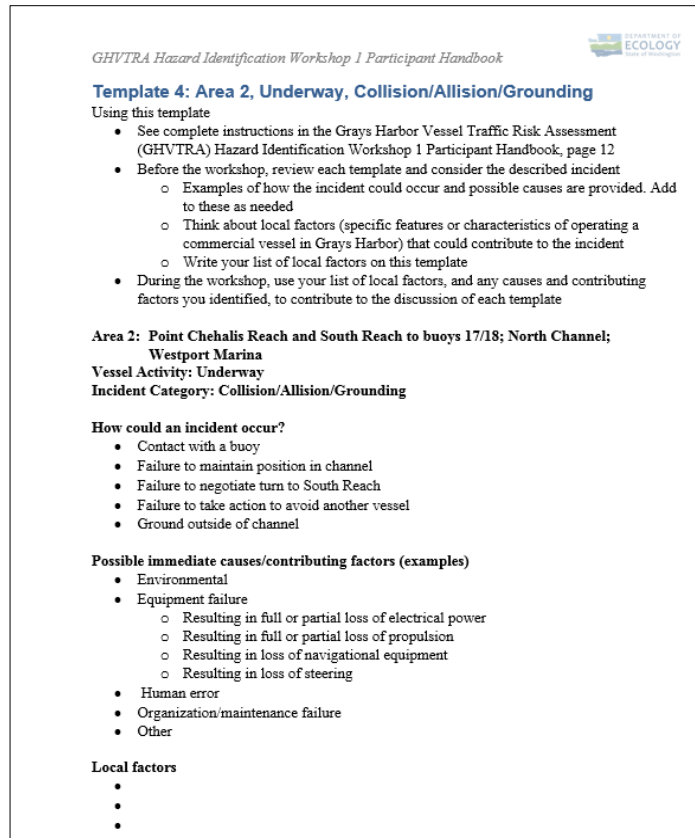 GHVTRA Hazard Identification Workshop 1 Participant Handbook
DEPARTMENT OF
ECOLOGY
State of Washington
Template 4: Area 2, Underway, Collision/Allision/Grounding
Using this template
• See complete instructions in the Grays Harbor Vessel Traffic Risk Assessment
(GHVTRA) Hazard Identification Workshop 1 Participant Handbook, page 12
• Before the workshop, review each template and consider the described incident
o Examples of how the incident could occur and possible causes are provided. Add
to these as needed
o Think about local factors (specific features or characteristics of operating a
commercial vessel in Grays Harbor) that could contribute to the incident
o Write your list of local factors on this template
• During the workshop, use your list of local factors, and any causes and contributing
factors you identified, to contribute to the discussion of each template
Area 2: Point Chehalis Reach and South Reach to buoys 17/18; North Channel;
Westport Marina
Vessel Activity: Underway
Incident Category: Collision/Allision/Grounding
How could an incident occur?
• Contact with a buoy
• Failure to maintain position in channel
• Failure to negotiate turn to South Reach
• Failure to take action to avoid another vessel
• Ground outside of channel
Possible immediate causes/contributing factors (examples)
• Environmental
• Equipment failure
o Resulting in full or partial loss of electrical power
o Resulting in full or partial loss of propulsion
o Resulting in loss of navigational equipment
o Resulting in loss of steering
• Human error
• Organization/maintenance failure
• Other
Local factors
•
•
•